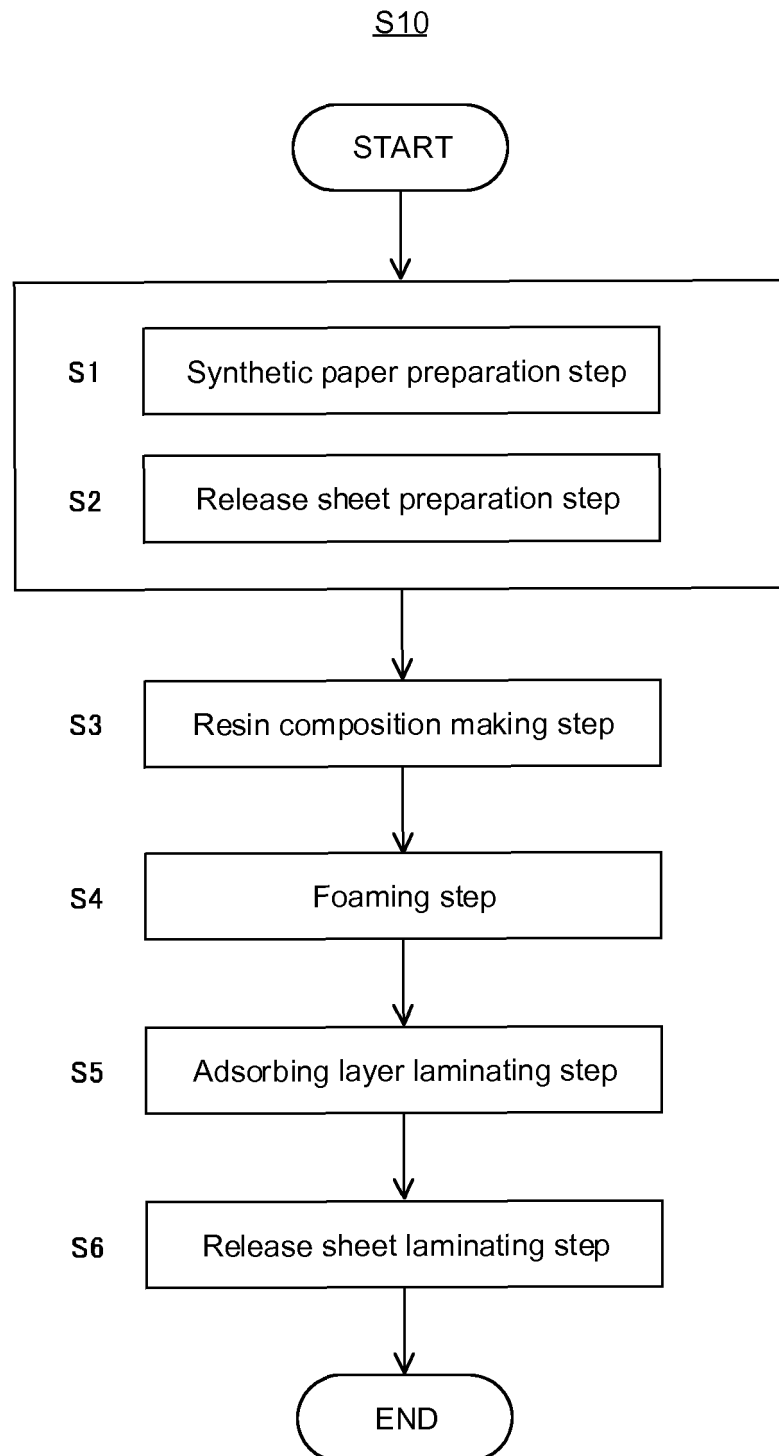 S10
START
S1 Synthetic paper preparation step
S2 Release sheet preparation step
S3 Resin composition making step
S4 Foaming step
S5 Adsorbing layer laminating step
S6 Release sheet laminating step
END